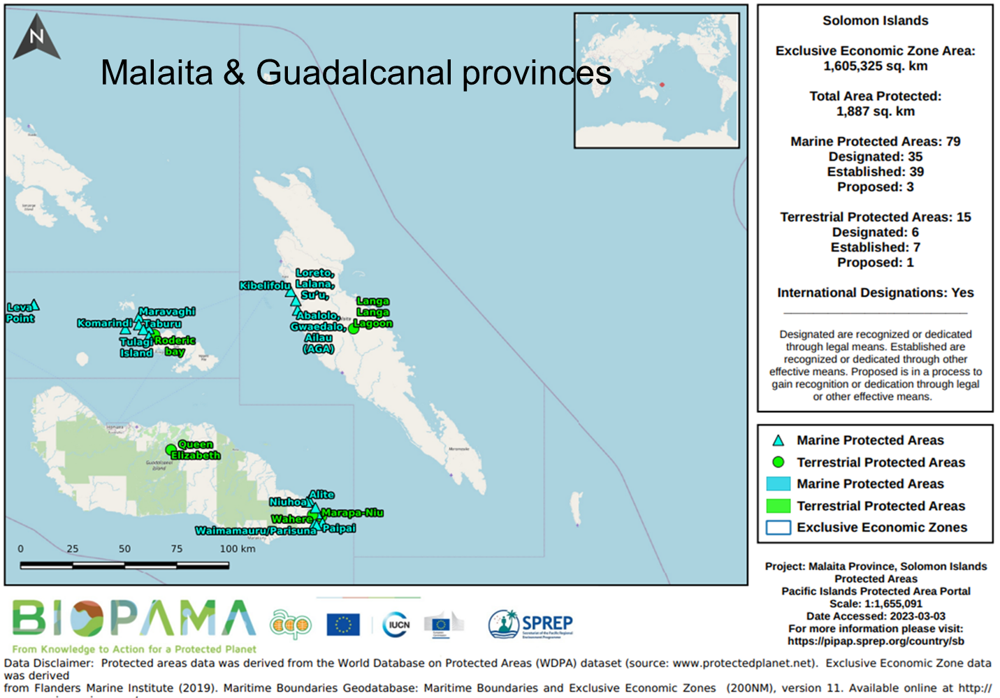 N
Malaita & Guadalcanal provinces
Solomon Islands
Exclusive Economic Zone Area:
1,605,325 sq. km
Total Area Protected:
1,887 sq. km
Marine Protected Areas: 79
Designated: 35
Established: 39
Proposed: 3
Terrestrial Protected Areas: 15
Designated: 6
Established: 7
Proposed: 1
International Designations: Yes
Designated are recognized or dedicated
through legal means. Established are
recognized or dedicated through other
effective means. Proposed is in a process to
gain recognition or dedication through legal
or other effective means.
Loreto,
Lalana,
Su'u,
Kibelifolu
Abalolo,
Gwaedalo,
Ailau
(AGA)
Langa
Langa
Lagoon
Leva
Point
Maravaghi
Komarindi
Taburu
Tulagi
Island
Roderic
bay
Honiara
Queen
Elizabeth
Guadalcanal
Island
Alite
Niuhoa
Marapa-Niu
Wahere
Waimamauru/Parisuna
Paipai
0 25 50 75 100 km
Marine Protected Areas
Terrestrial Protected Areas
Marine Protected Areas
Terrestrial Protected Areas
Exclusive Economic Zones
Project: Malaita Province, Solomon Islands
Protected Areas
Pacific Islands Protected Area Portal
Scale: 1:1,655,091
Date Accessed: 2023-03-03
For more information please visit:
https://pipap.sprep.org/country/sb
BIOPAMA
From Knowledge to Action for a Protected Planet
acp
IUCN
SPREP
Data Disclaimer: Protected areas data was derived from the World Database on Protected Areas (WDPA) dataset (source: www.protectedplanet.net). Exclusive Economic Zone data
was derived
from Flanders Marine Institute (2019). Maritime Boundaries Geodatabase: Maritime Boundaries and Exclusive Economic Zones (200NM), version 11. Available online at http://